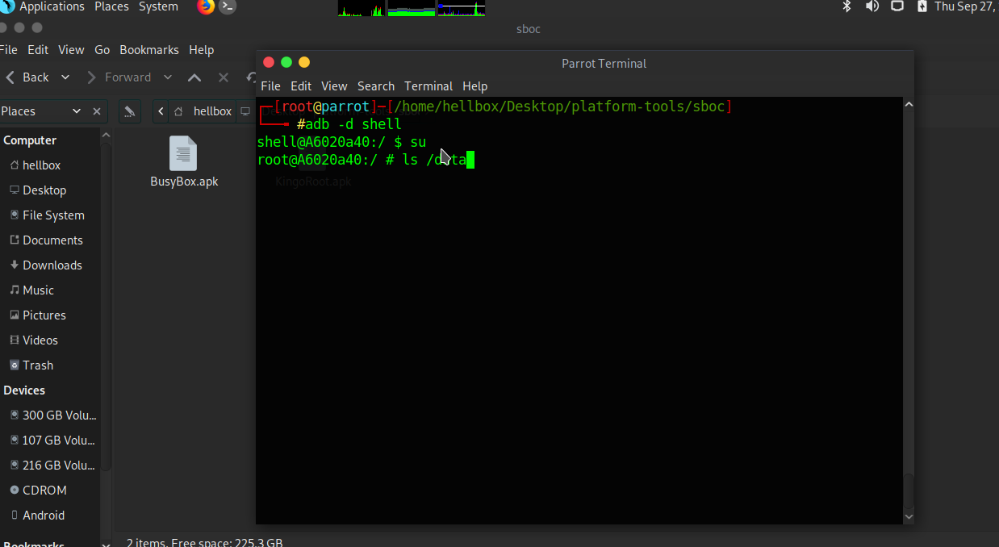 Applications Places System Thu Sep 27,
sboc
File Edit View Go Bookmarks Help
Back Forward
Places hellbox
Computer
hellbox
Desktop
File System
Documents
Downloads
Music
Pictures
Videos
Trash
Devices
300 GB Volu...
107 GB Volu...
216 GB Volu...
CDROM
Android
Bookmarks
BusyBox.apk
KingoRoot.apk
2 items, Free space: 225.3 GB
Parrot Terminal
File Edit View Search Terminal Help
[root@parrot]-[/home/hellbox/Desktop/platform-tools/sboc]
#adb -d shell
shell@A6020a40:/ $ su
root@A6020a40:/ # ls /data